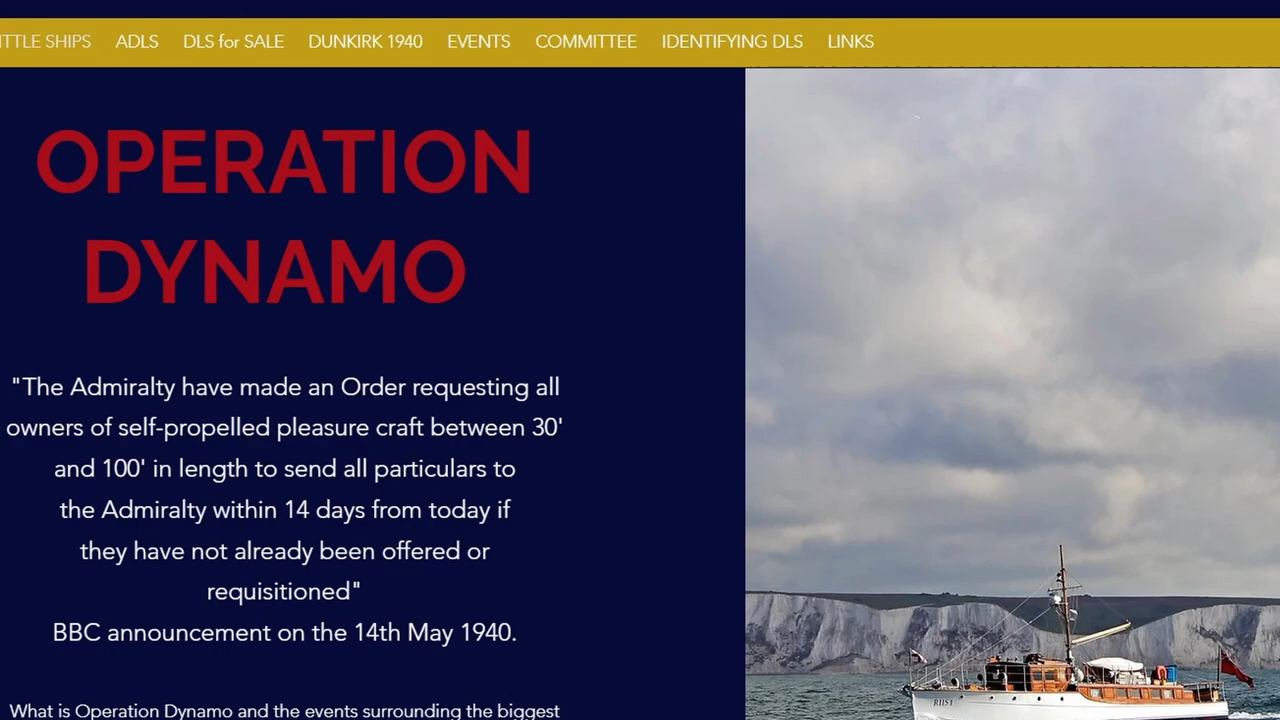 ITTLE SHIPS ADLS DLS for SALE DUNKIRK 1940 EVENTS COMMITTEE IDENTIFYING DLS LINKS
OPERATION
DYNAMO
"The Admiralty have made an Order requesting all
owners of self-propelled pleasure craft between 30'
and 100' in length to send all particulars to
the Admiralty within 14 days from today if
they have not already been offered or
requisitioned"
BBC announcement on the 14th May 1940.
What is Operation Dynamo and the events surrounding the biggest